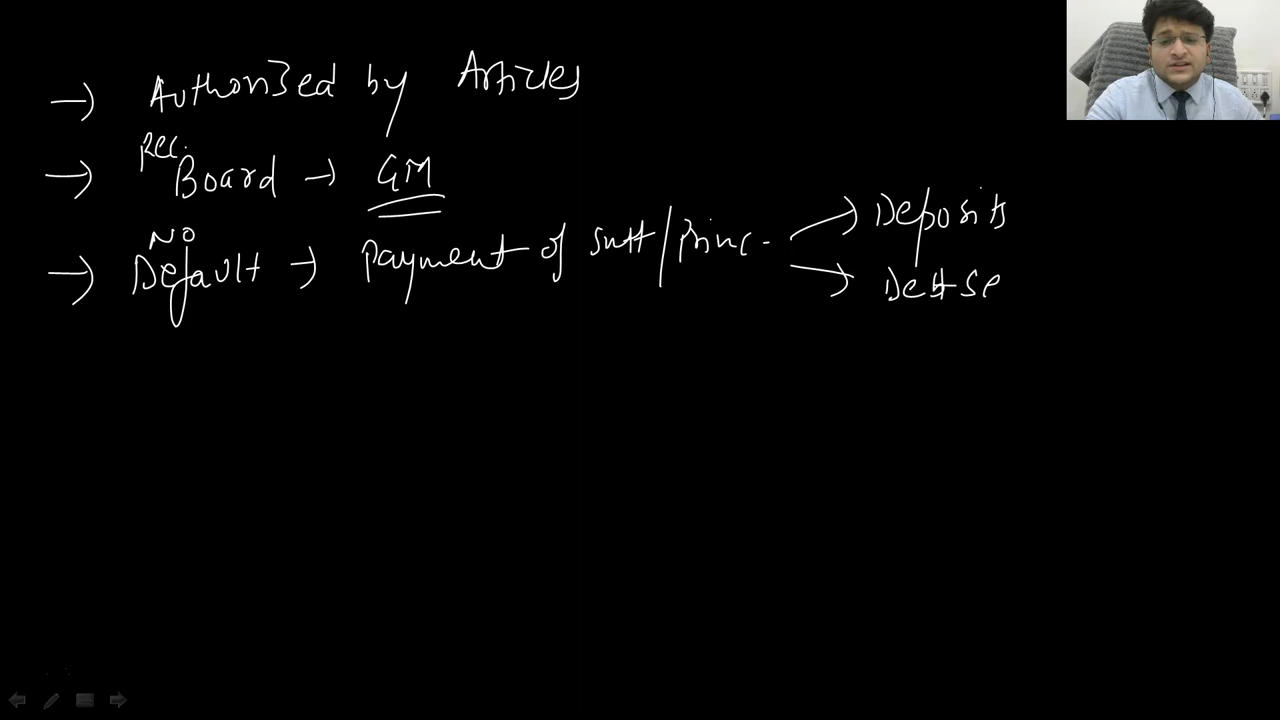 → Authorised by Articles
→ Rec. Board → GM
→ NO Default → Payment of Intt/Princ. → Deposits
→ Debt Se